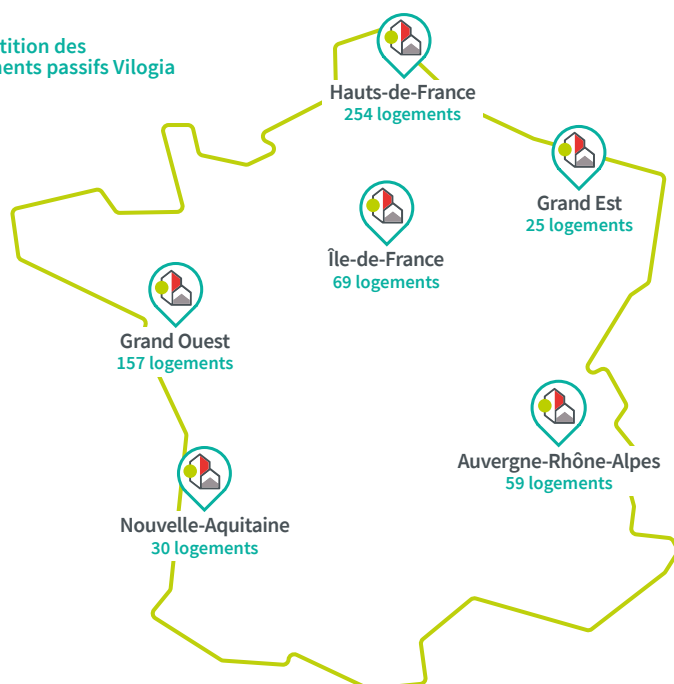 tition des
ments passifs Vilogia
Hauts-de-France
254 logements
Grand Est
25 logements
Île-de-France
69 logements
Grand Ouest
157 logements
Auvergne-Rhône-Alpes
59 logements
Nouvelle-Aquitaine
30 logements